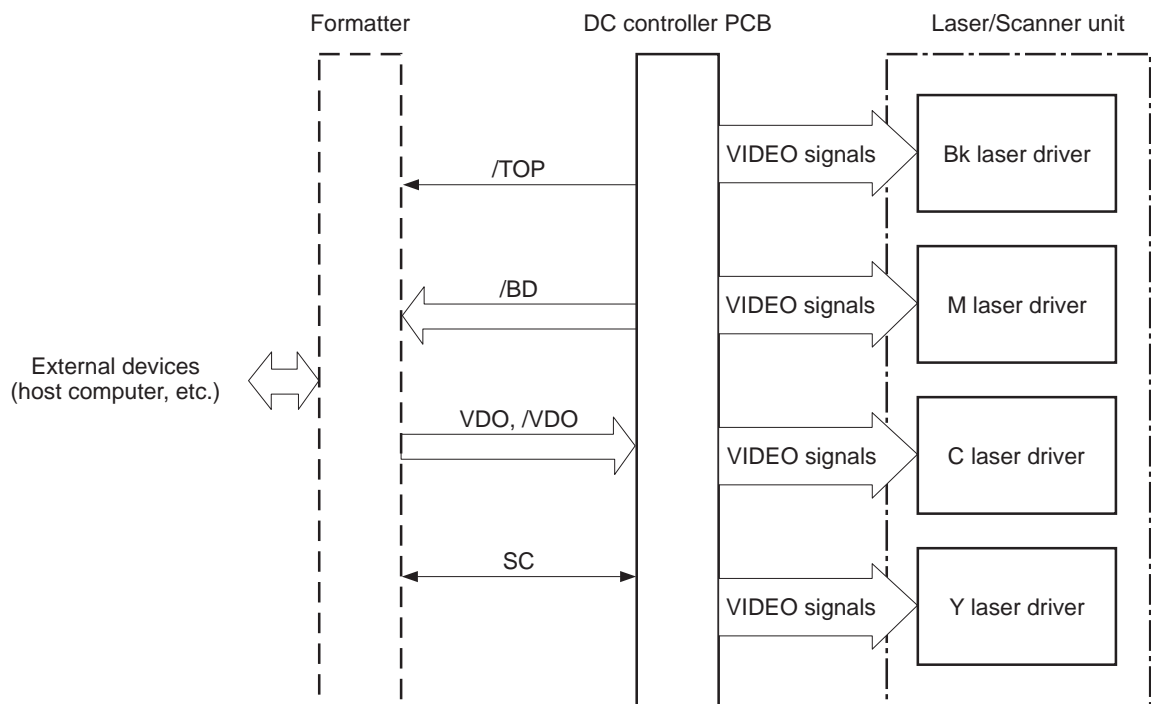 Formatter
DC controller PCB
Laser/Scanner unit
VIDEO signals
Bk laser driver
/TOP
/BD
VIDEO signals
M laser driver
External devices
(host computer, etc.)
VDO, /VDO
VIDEO signals
C laser driver
SC
VIDEO signals
Y laser driver